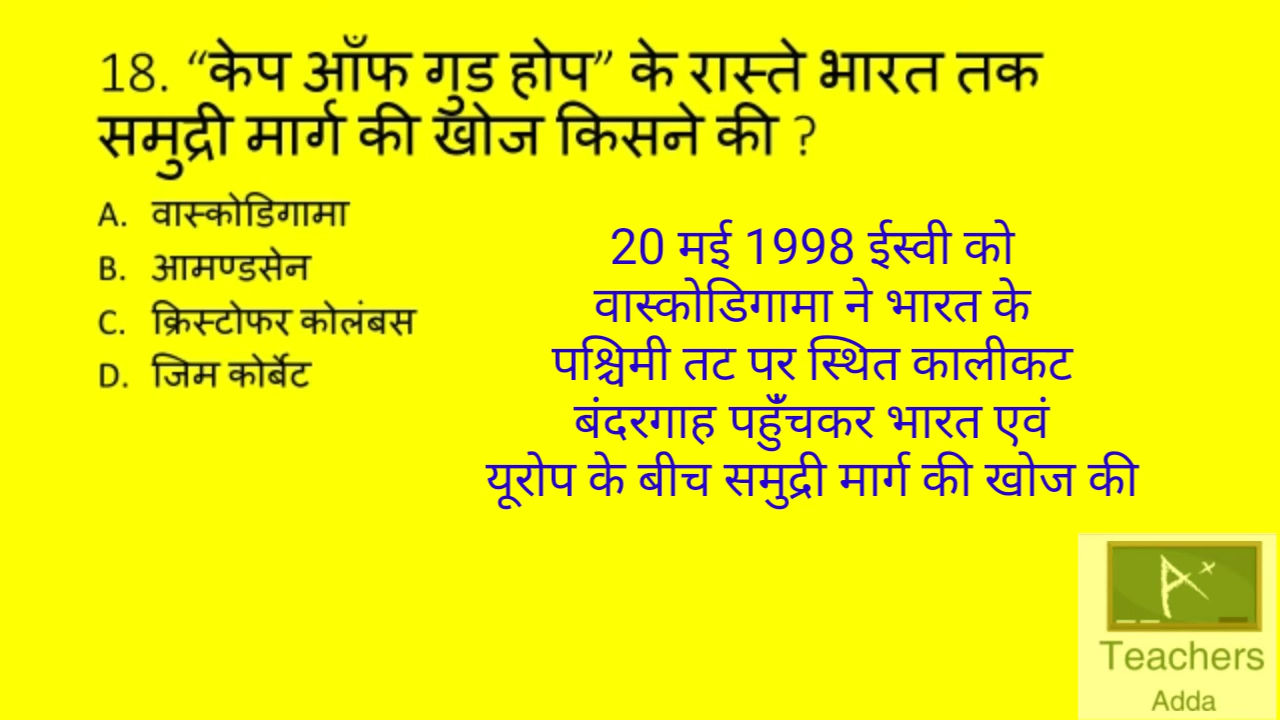 18. “केप ऑंफ गुड होप” के रास्ते भारत तक
समुद्री मार्ग की खोज किसने की ?
A. वास्कोडिगामा
B. आमण्डसेन
C. क्रिस्टोफर कोलंबस
D. जिम कोर्बेट
20 मई 1998 ईस्वी को
वास्कोडिगामा ने भारत के
पश्चिमी तट पर स्थित कालीकट
बंदरगाह पहुँचकर भारत एवं
यूरोप के बीच समुद्री मार्ग की खोज की
A+
Teachers
Adda